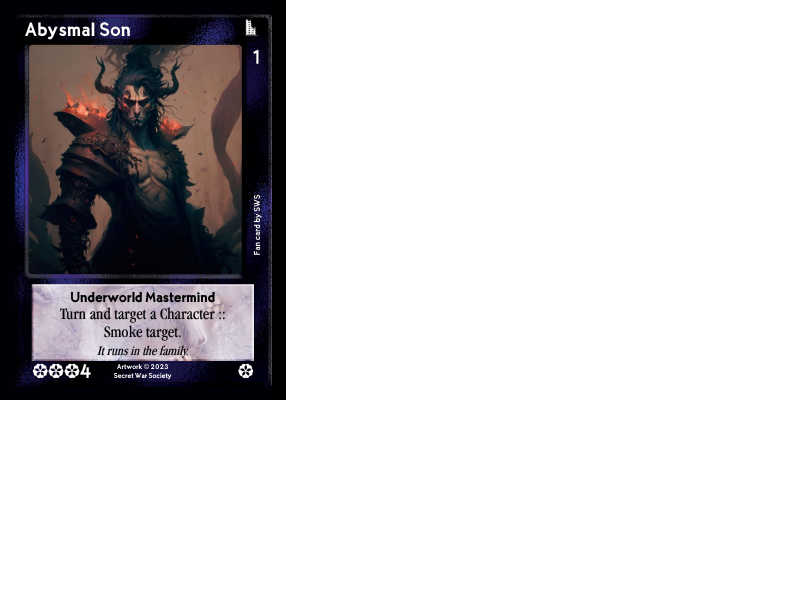 Abysmal Son
1
Fan card by SWS
Underworld Mastermind
Turn and target a Character ::
Smoke target.
It runs in the family.
4
Artwork © 2023
Secret War Society